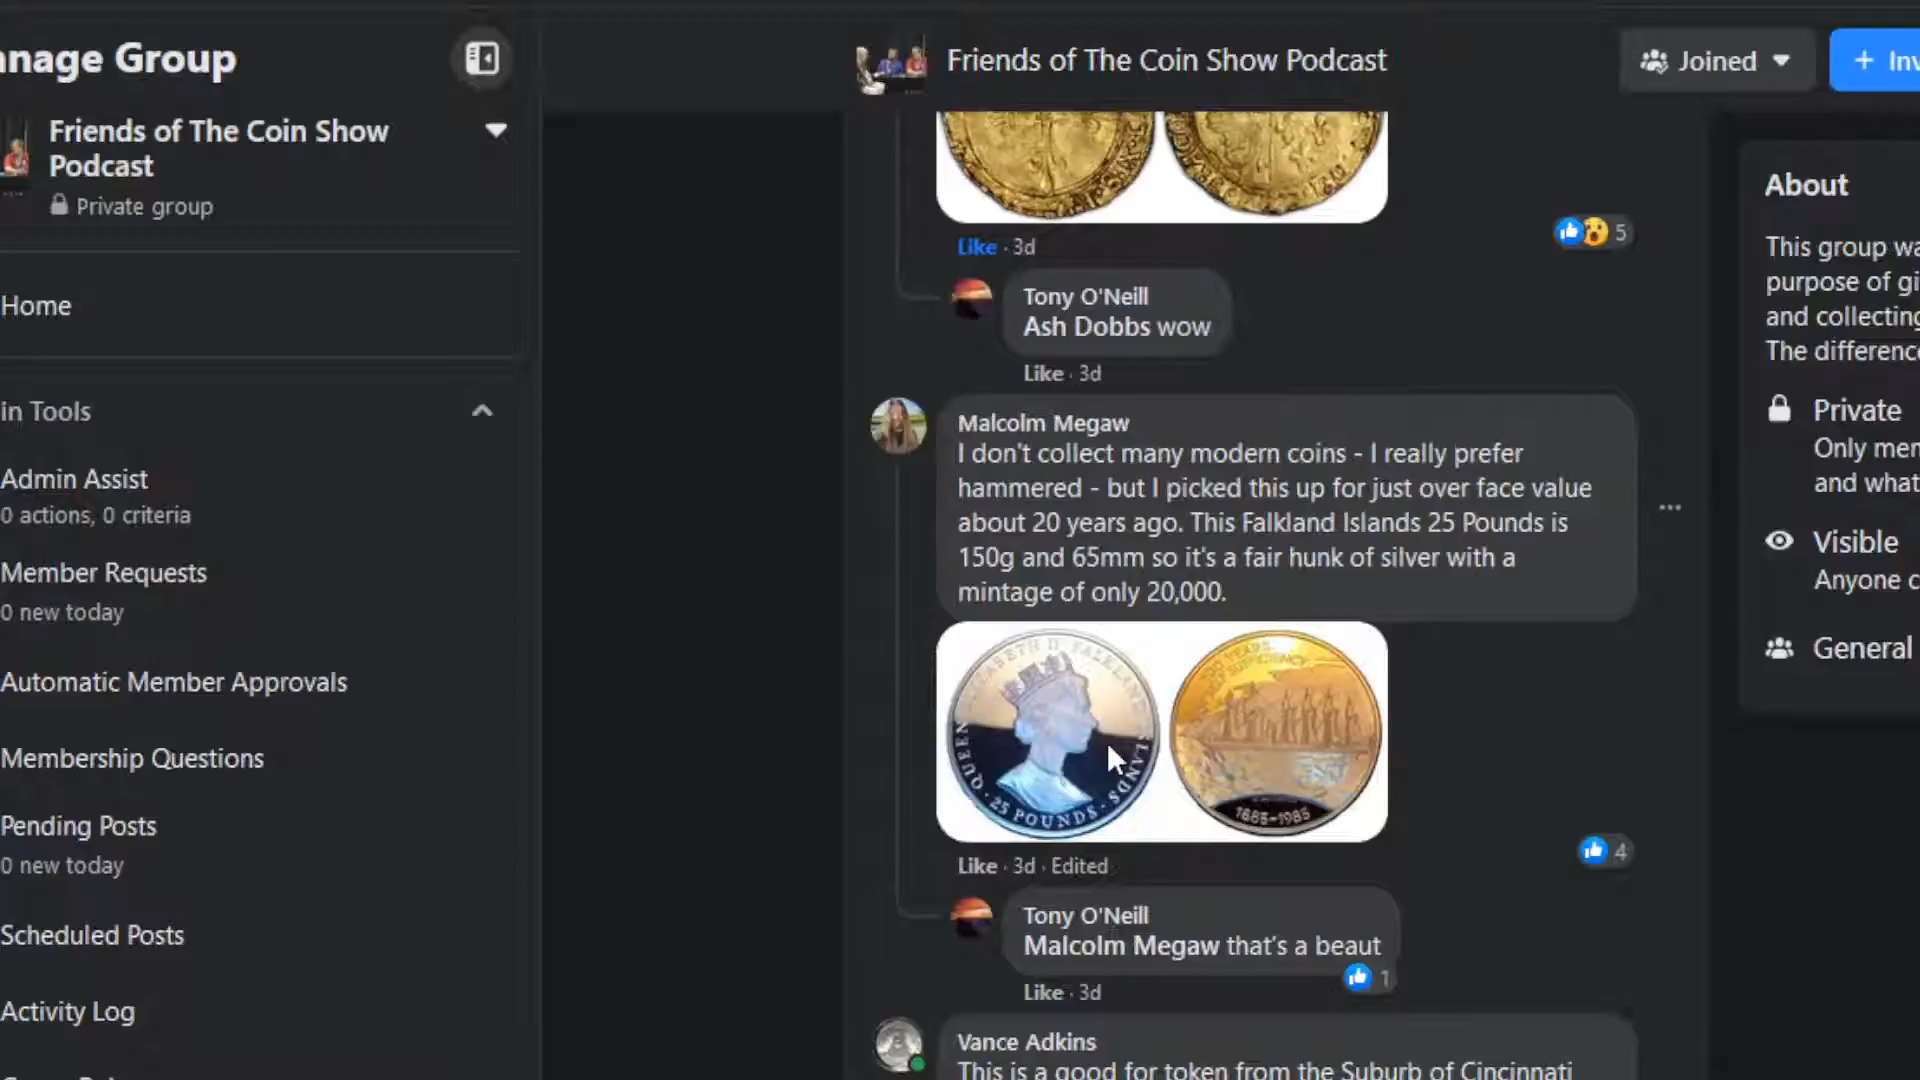 anage Group
Friends of The Coin Show Podcast
Joined
+ Inv
Friends of The Coin Show
Podcast
Private group
Home
in Tools
Admin Assist
0 actions, 0 criteria
Member Requests
0 new today
Automatic Member Approvals
Membership Questions
Pending Posts
0 new today
Scheduled Posts
Activity Log
Like · 3d
5
Tony O'Neill
Ash Dobbs wow
Like · 3d
Malcolm Megaw
I don't collect many modern coins - I really prefer
hammered - but I picked this up for just over face value
about 20 years ago. This Falkland Islands 25 Pounds is
150g and 65mm so it's a fair hunk of silver with a
mintage of only 20,000.
QUEEN ELIZABETH II FALKLAND ISLANDS
· 25 POUNDS ·
1885-1985
Like · 3d · Edited
4
Tony O'Neill
Malcolm Megaw that's a beaut
1
Like · 3d
Vance Adkins
This is a good for token from the Suburb of Cincinnati
About
This group wa
purpose of gi
and collecting
The difference
Private
Only mem
and what
Visible
Anyone c
General